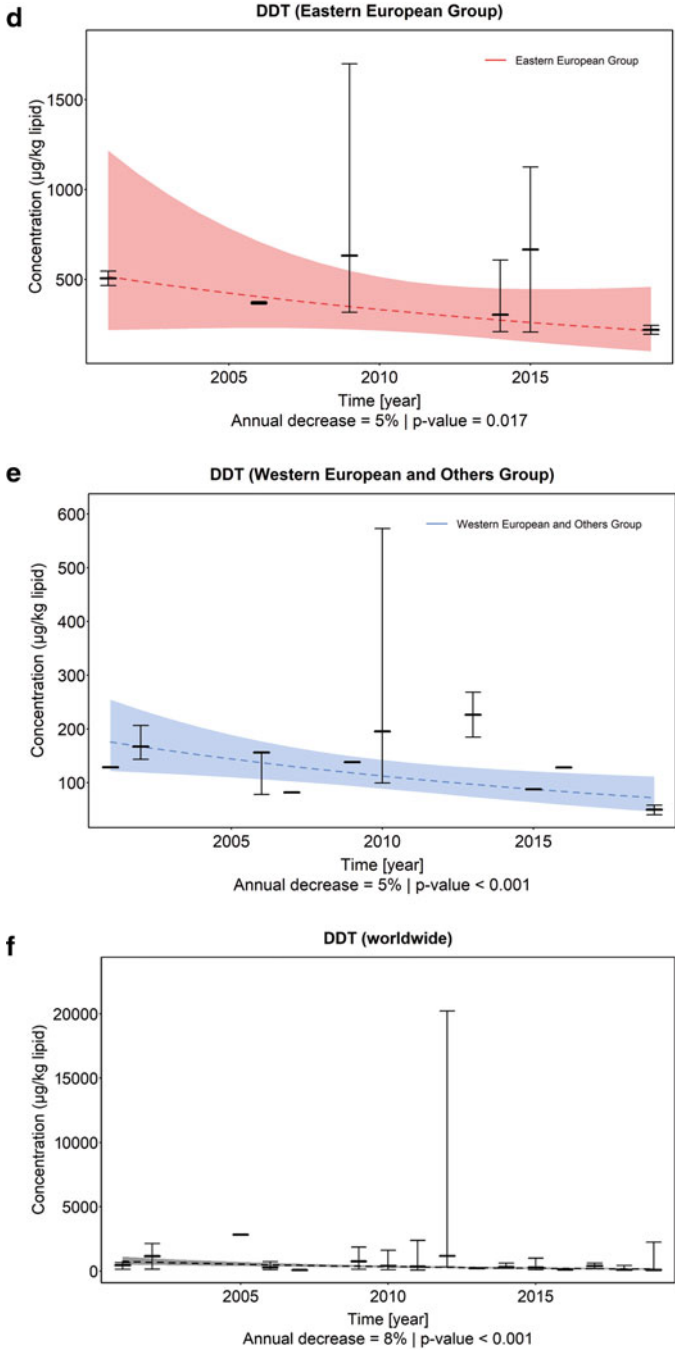 d
DDT (Eastern European Group)
Eastern European Group
Concentration (µg/kg lipid)
1500
1000
500
2005 2010 2015
Time [year]
Annual decrease = 5% | p-value = 0.017
e
DDT (Western European and Others Group)
Western European and Others Group
Concentration (µg/kg lipid)
600
500
400
300
200
100
2005 2010 2015
Time [year]
Annual decrease = 5% | p-value < 0.001
f
DDT (worldwide)
Concentration (µg/kg lipid)
20000
15000
10000
5000
0
2005 2010 2015
Time [year]
Annual decrease = 8% | p-value < 0.001